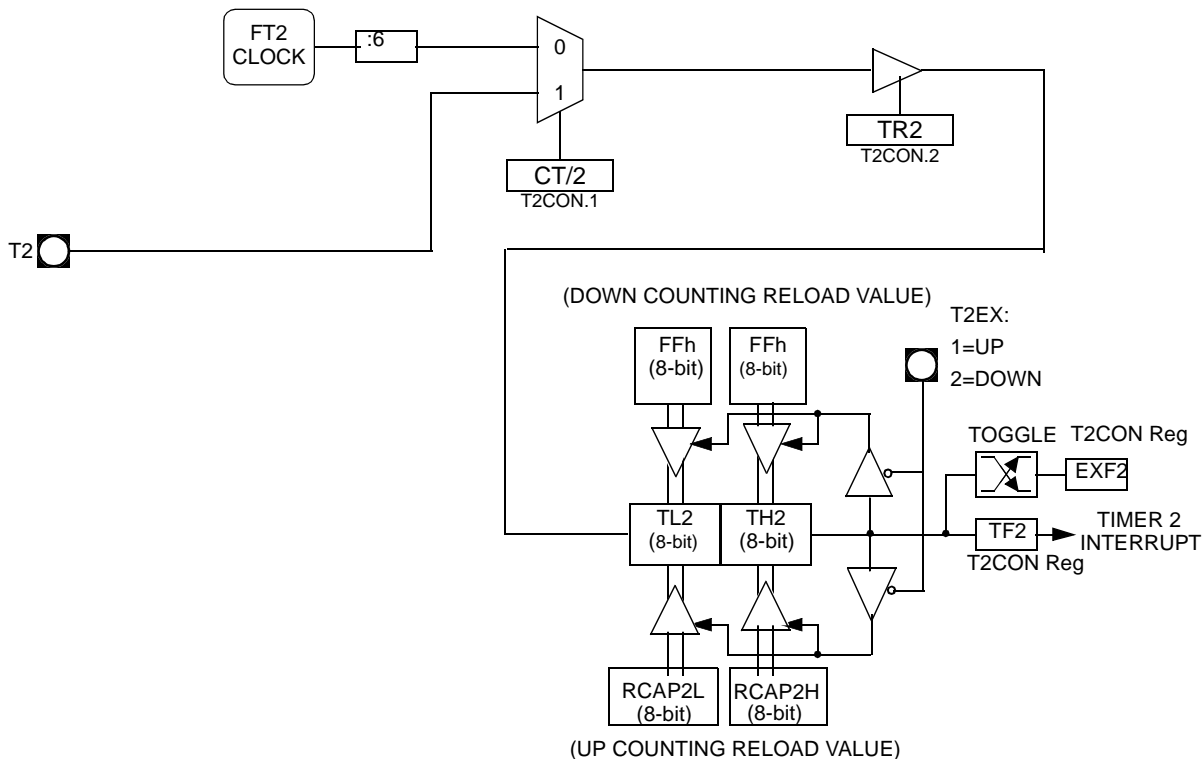 FT2
CLOCK
:6
0
1
TR2
T2CON.2
CT/2
T2CON.1
T2
(DOWN COUNTING RELOAD VALUE)
T2EX:
1=UP
2=DOWN
FFh
(8-bit)
FFh
(8-bit)
TOGGLE
T2CON Reg
EXF2
TL2
(8-bit)
TH2
(8-bit)
TF2
TIMER 2
INTERRUPT
T2CON Reg
RCAP2L
(8-bit)
RCAP2H
(8-bit)
(UP COUNTING RELOAD VALUE)